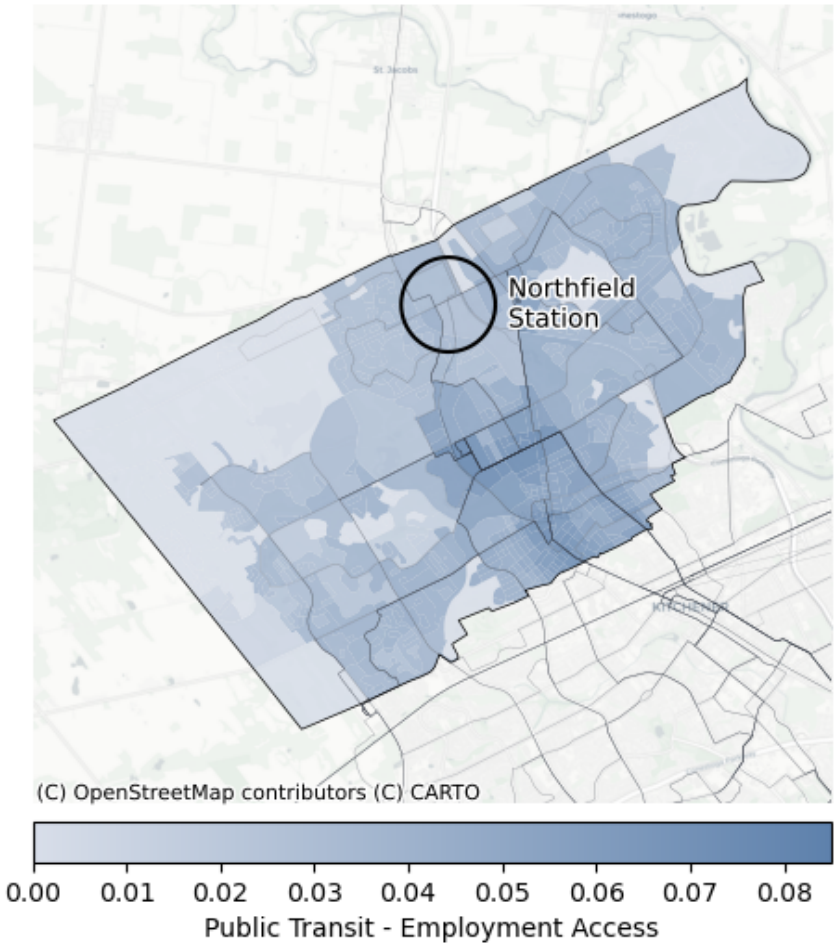 St. Jacobs
Northfield
Station
KITCHENER
(C) OpenStreetMap contributors (C) CARTO
0.00 0.01 0.02 0.03 0.04 0.05 0.06 0.07 0.08
Public Transit - Employment Access